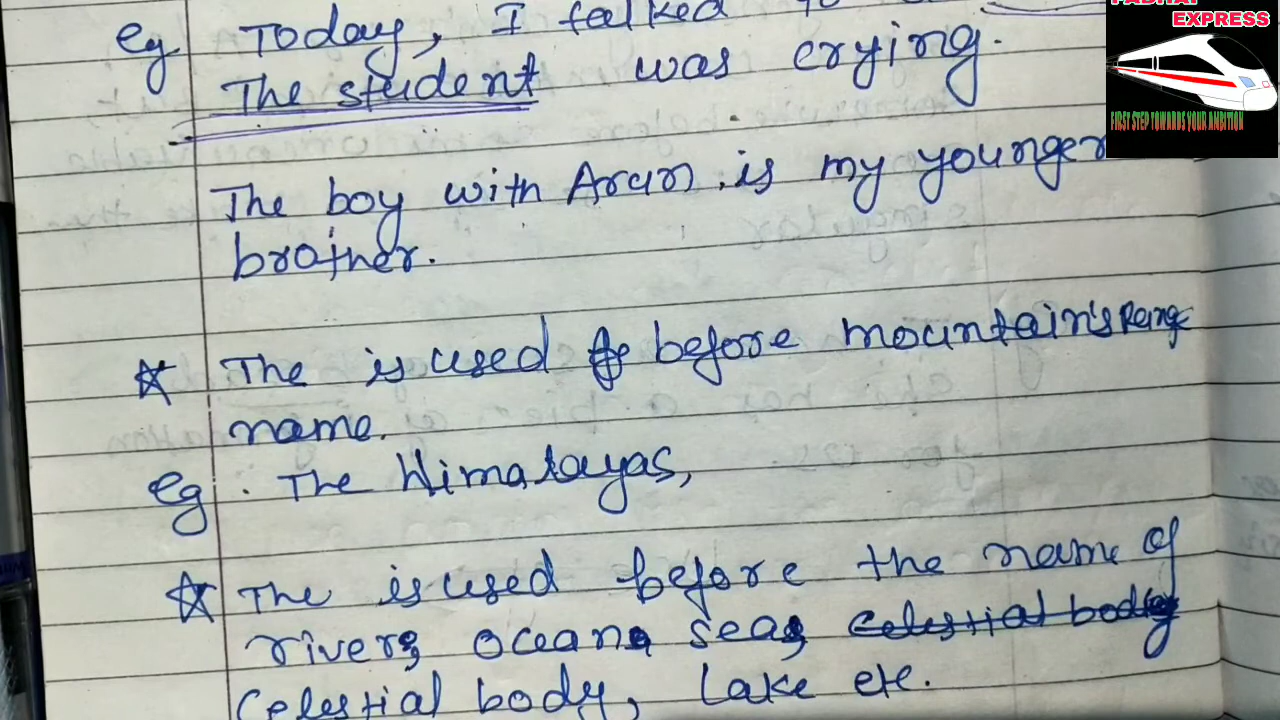 PADHAI
EXPRESS
FIRST STEP TOWARDS YOUR AMBITION
eg Today, I talked to
The student was crying.
The boy with Arun is my younger
brother.
☆ The is used before mountain's Range
name.
eg : The Himalayas,
☆ The is used before the name of
rivers, oceans, seas, celestial body
Celestial body, Lake etc.